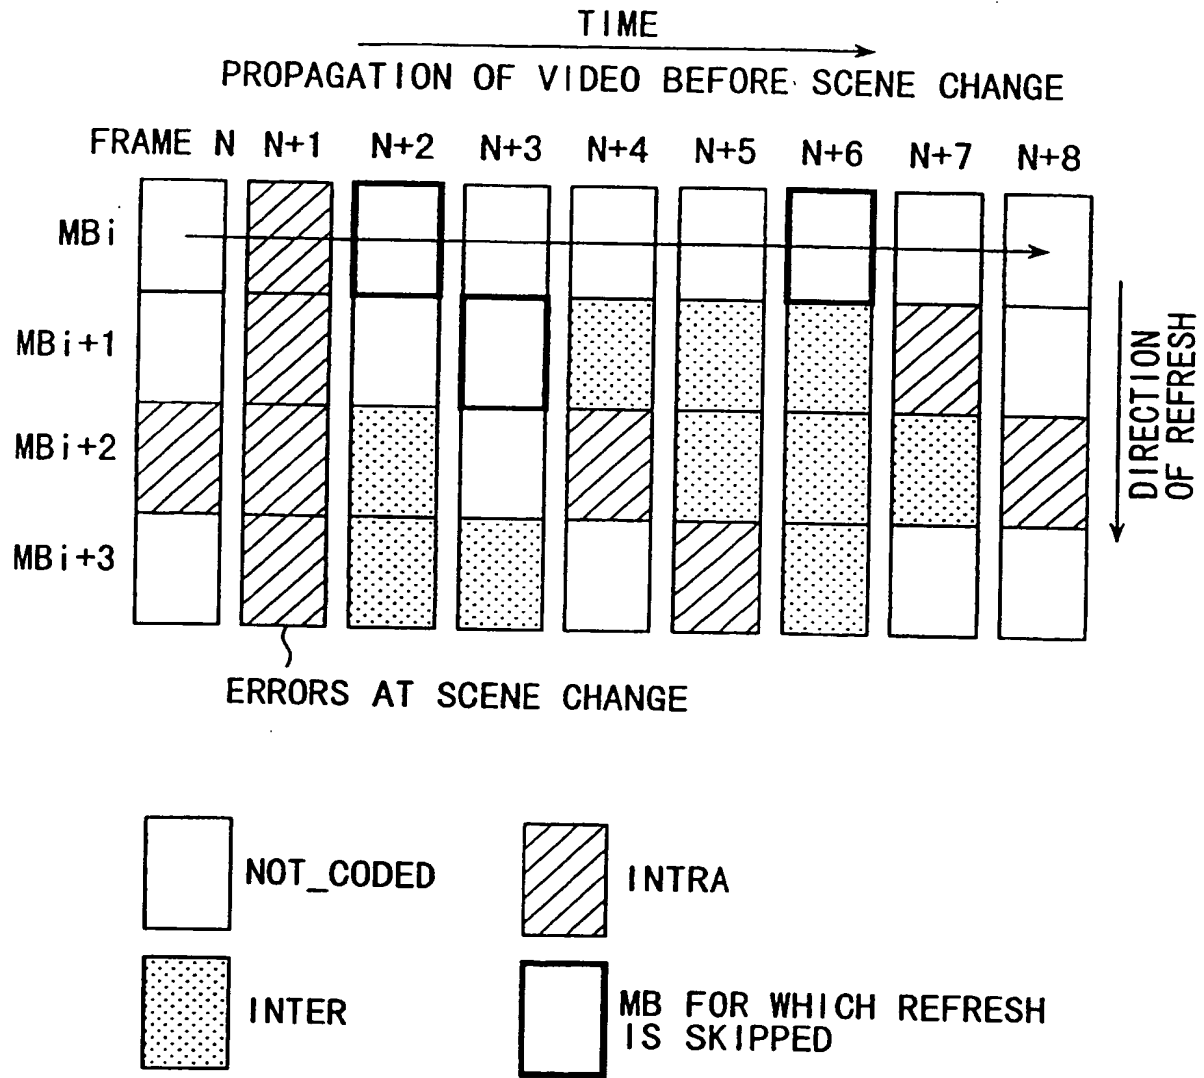 TIME
PROPAGATION OF VIDEO BEFORE SCENE CHANGE
FRAME N N+1 N+2 N+3 N+4 N+5 N+6 N+7 N+8
MBi
MBi+1
MBi+2
MBi+3
DIRECTION
OF REFRESH
ERRORS AT SCENE CHANGE
NOT_CODED
INTRA
INTER
MB FOR WHICH REFRESH
IS SKIPPED